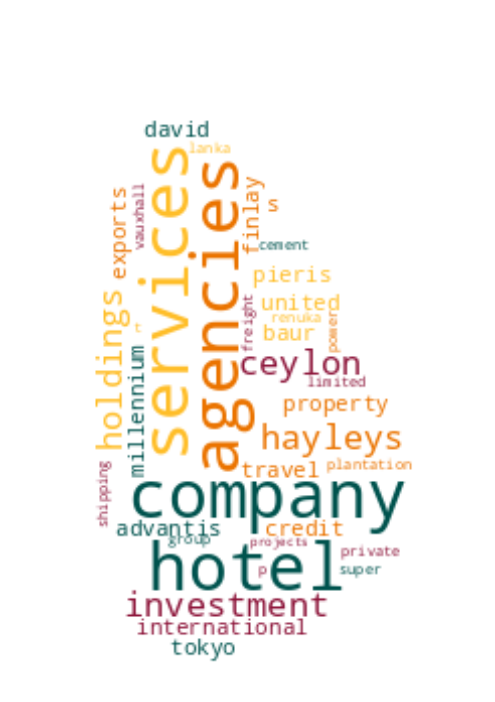 david
lanka
services
agencies
vauxhall
exports
finlay
s
cement
pieris
holdings
united
renuka
power
freight
baur
t
millennium
ceylon
limited
property
hayleys
travel
plantation
shipping
company
advantis
credit
group
projects
private
hotel
p
super
investment
international
tokyo